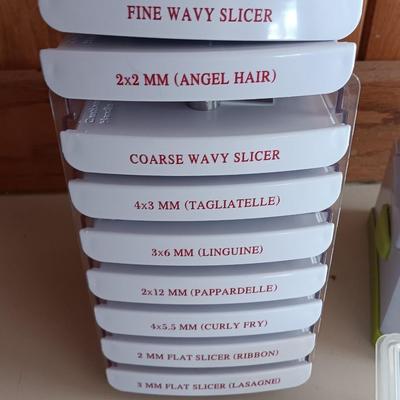 FINE WAVY SLICER
2x2 MM (ANGEL HAIR)
COARSE WAVY SLICER
4x3 MM (TAGLIATELLE)
3x6 MM (LINGUINE)
2x12 MM (PAPPARDELLE)
4x5.5 MM (CURLY FRY)
2 MM FLAT SLICER (RIBBON)
3 MM FLAT SLICER (LASAGNE)